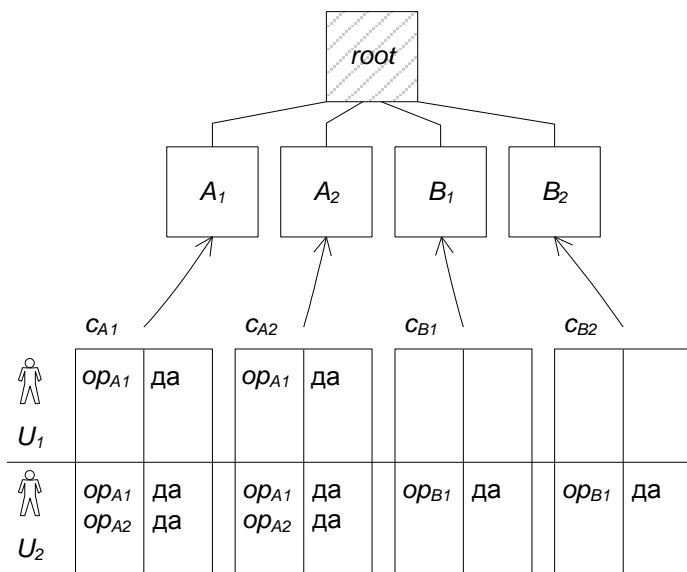 root
A1 A2 B1 B2
cA1 cA2 cB1 cB2
opA1 да opA1 да
U1
opA1 да opA1 да opB1 да opB1 да
opA2 да opA2 да
U2